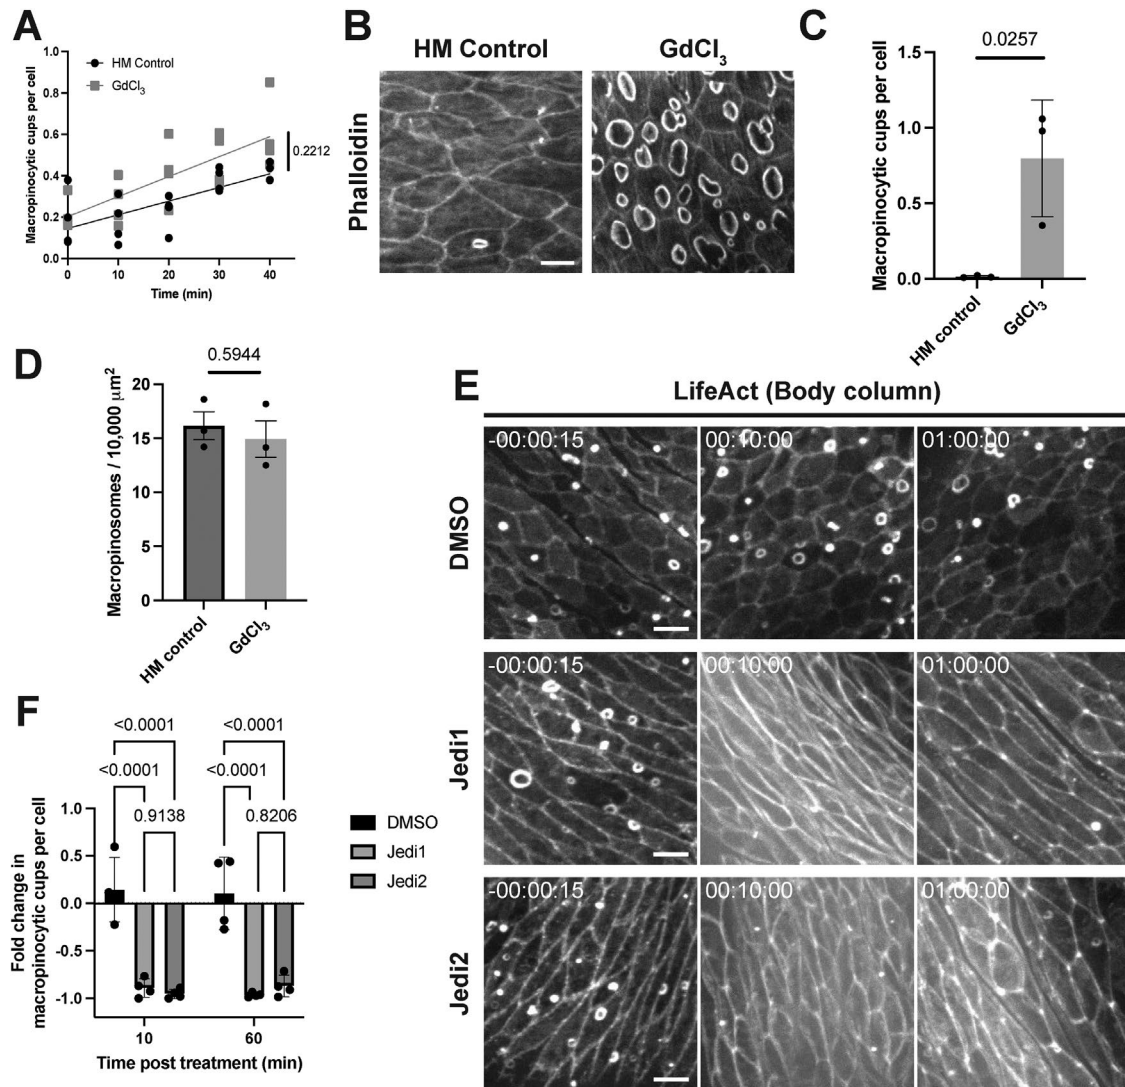 A
Macropinocytic cups per cell
1.0
0.8
0.6
0.4
0.2
0.0
HM Control
GdCl₃
0.2212
0
10
20
30
40
Time (min)
B
HM Control
GdCl₃
Phalloidin
C
Macropinocytic cups per cell
0.0257
1.5
1.0
0.5
0.0
HM control
GdCl₃
D
Macropinosomes / 10,000 μm²
0.5944
20
15
10
5
0
HM control
GdCl₃
E
LifeAct (Body column)
DMSO
-00:00:15
00:10:00
01:00:00
Jedi1
-00:00:15
00:10:00
01:00:00
Jedi2
-00:00:15
00:10:00
01:00:00
F
Fold change in
macropinocytic cups per cell
<0.0001
<0.0001
<0.0001
<0.0001
0.9138
0.8206
1.0
0.5
0.0
-0.5
-1.0
DMSO
Jedi1
Jedi2
10
60
Time post treatment (min)